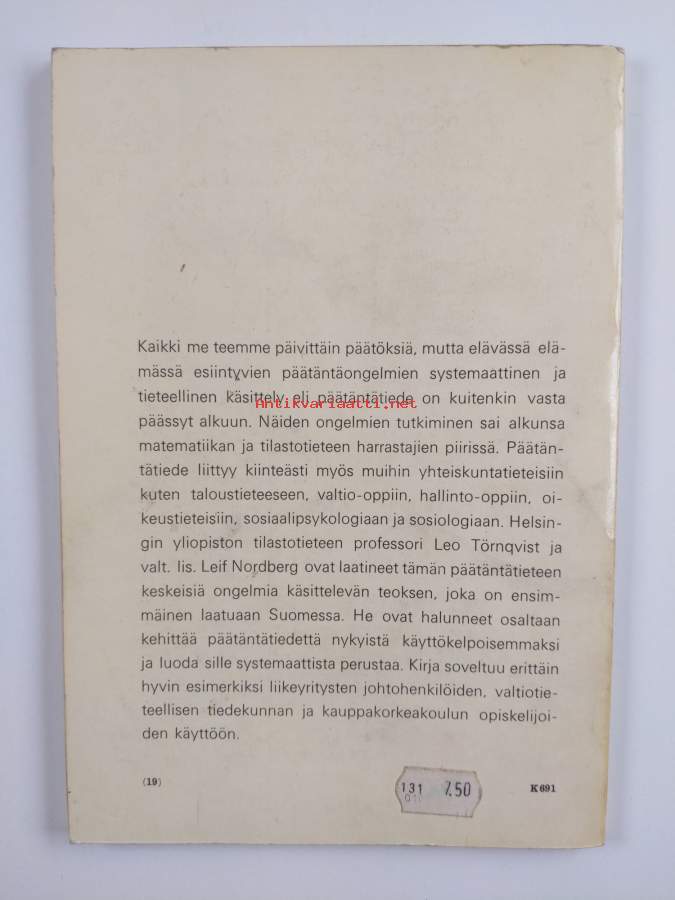 Kaikki me teemme päivittäin päätöksiä, mutta elävässä elä-
mässä esiintyvien päätäntäongelmien systemaattinen ja
tieteellinen käsittely eli päätäntätiede on kuitenkin vasta
Antikvariaatti.net
päässyt alkuun. Näiden ongelmien tutkiminen sai alkunsa
matematiikan ja tilastotieteen harrastajien piirissä. Päätän-
tätiede liittyy kiinteästi myös muihin yhteiskuntatieteisiin
kuten taloustieteeseen, valtio-oppiin, hallinto-oppiin, oi-
keustieteisiin, sosiaalipsykologiaan ja sosiologiaan. Helsin-
gin yliopiston tilastotieteen professori Leo Törnqvist ja
valt. lis. Leif Nordberg ovat laatineet tämän päätäntätieteen
keskeisiä ongelmia käsittelevän teoksen, joka on ensim-
mäinen laatuaan Suomessa. He ovat halunneet osaltaan
kehittää päätäntätiedettä nykyistä käyttökelpoisemmaksi
ja luoda sille systemaattista perustaa. Kirja soveltuu erittäin
hyvin esimerkiksi liikeyritysten johtohenkilöiden, valtiotie-
teellisen tiedekunnan ja kauppakorkeakoulun opiskelijoi-
den käyttöön.
(19)
131 7.50
K 691